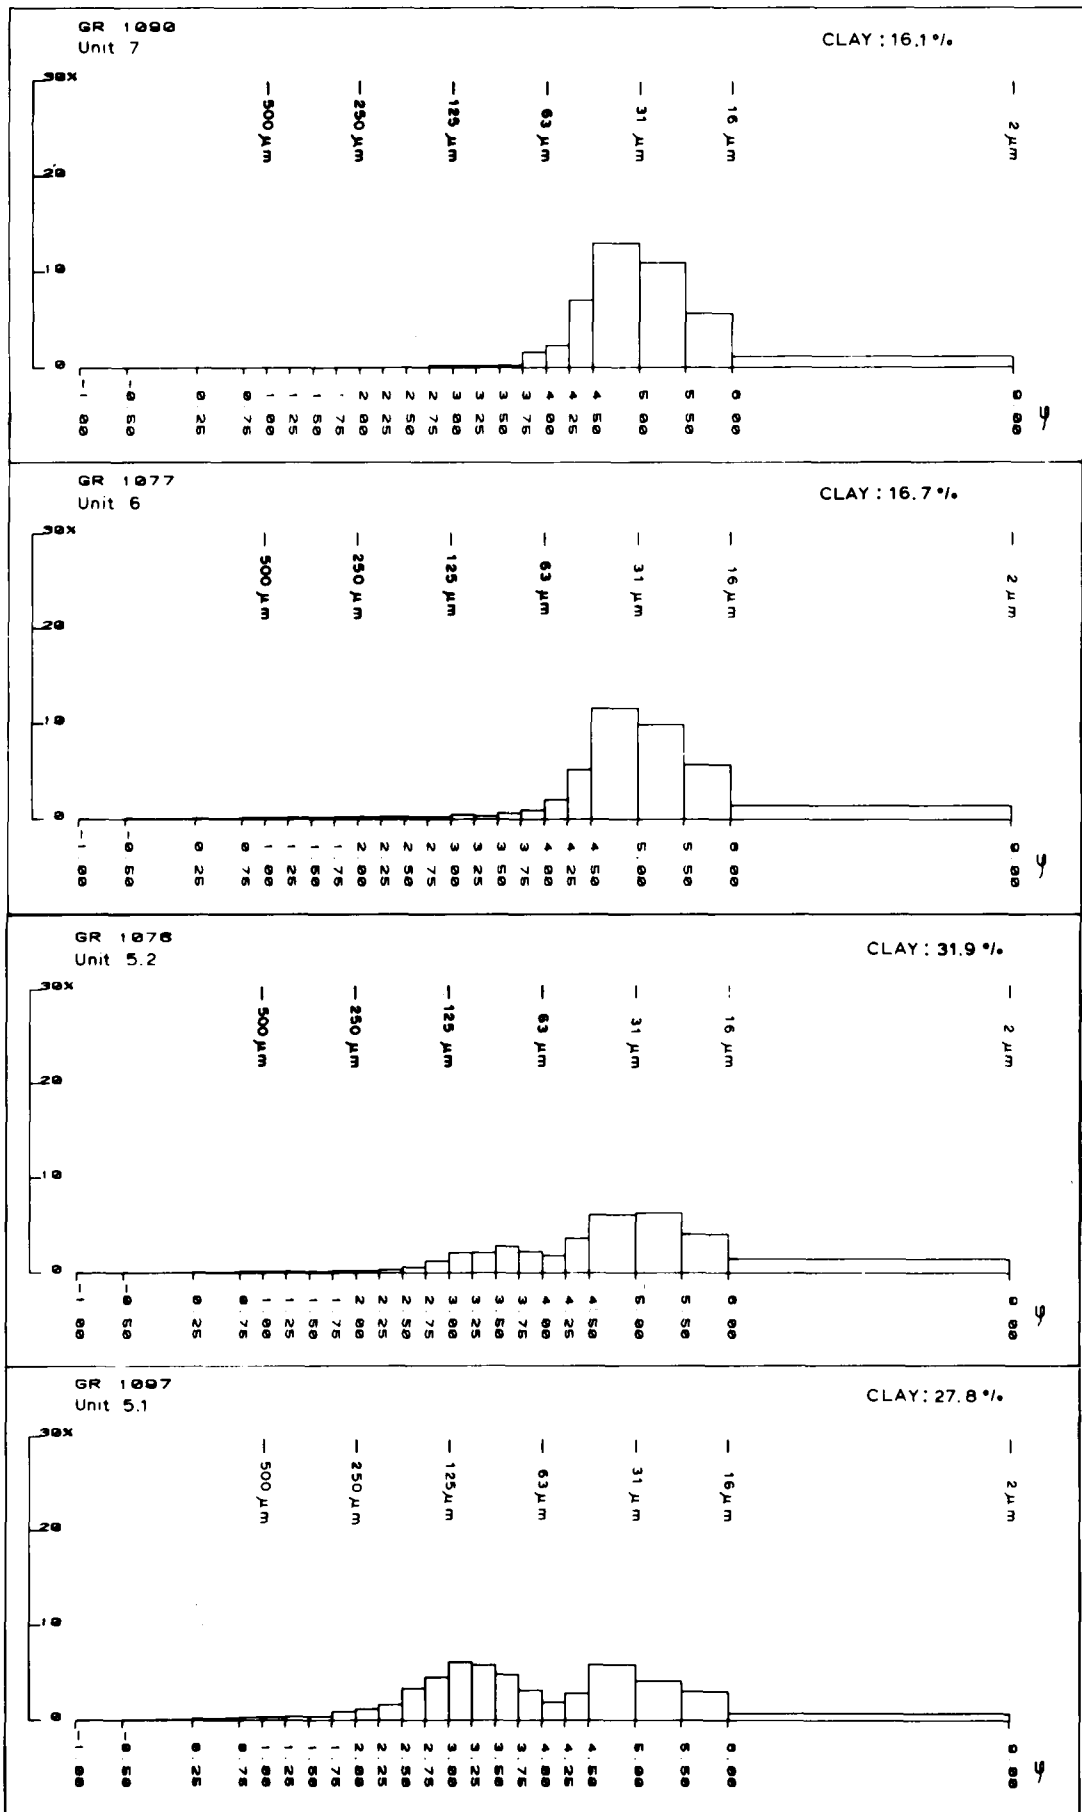 GR 1090
Unit 7
CLAY : 16.1 %
30%
20
10
0
500 µm
250 µm
125 µm
63 µm
31 µm
16 µm
2 µm
-1.00 -0.50 0.25 0.75 1.00 1.25 1.50 1.75 2.00 2.25 2.50 2.75 3.00 3.25 3.50 3.75 4.00 4.25 4.50 5.00 5.50 6.00 9.00 φ
GR 1077
Unit 6
CLAY : 16.7 %
30%
20
10
0
500 µm
250 µm
125 µm
63 µm
31 µm
16 µm
2 µm
-1.00 -0.50 0.25 0.75 1.00 1.25 1.50 1.75 2.00 2.25 2.50 2.75 3.00 3.25 3.50 3.75 4.00 4.25 4.50 5.00 5.50 6.00 9.00 φ
GR 1076
Unit 5.2
CLAY : 31.9 %
30%
20
10
0
500 µm
250 µm
125 µm
63 µm
31 µm
16 µm
2 µm
-1.00 -0.50 0.25 0.75 1.00 1.25 1.50 1.75 2.00 2.25 2.50 2.75 3.00 3.25 3.50 3.75 4.00 4.25 4.50 5.00 5.50 6.00 9.00 φ
GR 1097
Unit 5.1
CLAY : 27.8 %
30%
20
10
0
500 µm
250 µm
125 µm
63 µm
31 µm
16 µm
2 µm
-1.00 -0.50 0.25 0.75 1.00 1.25 1.50 1.75 2.00 2.25 2.50 2.75 3.00 3.25 3.50 3.75 4.00 4.25 4.50 5.00 5.50 6.00 9.00 φ